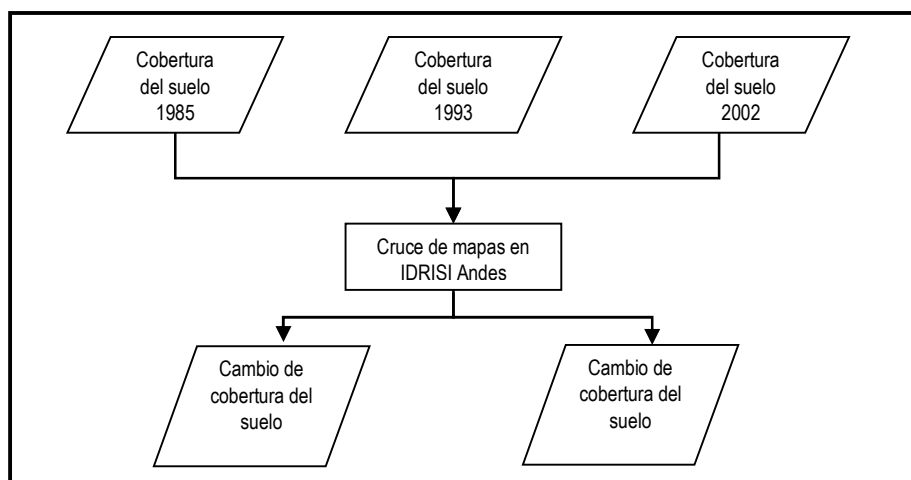 Cobertura
del suelo
1985
Cobertura
del suelo
1993
Cobertura
del suelo
2002
Cruce de mapas en
IDRISI Andes
Cambio de
cobertura del
suelo
Cambio de
cobertura del
suelo